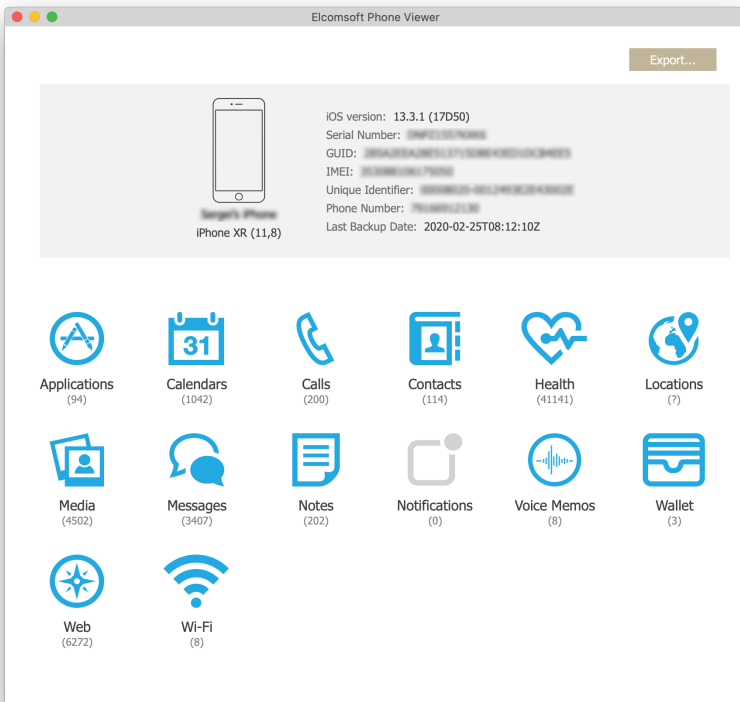 Elcomsoft Phone Viewer
Export...
iOS version: 13.3.1 (17D50)
Serial Number:
GUID:
IMEI:
Unique Identifier:
Phone Number:
Last Backup Date: 2020-02-25T08:12:10Z
iPhone XR (11,8)
31
Applications
(94)
Calendars
(1042)
Calls
(200)
Contacts
(114)
Health
(41141)
Locations
(?)
Media
(4502)
Messages
(3407)
Notes
(202)
Notifications
(0)
Voice Memos
(8)
Wallet
(3)
Web
(6272)
Wi-Fi
(8)